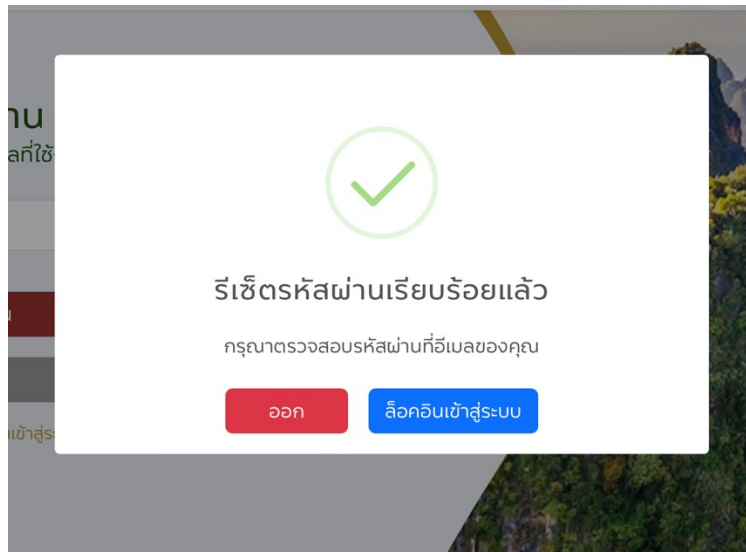 รีเซ็ตรหัสผ่านเรียบร้อยแล้ว
กรุณาตรวจสอบรหัสผ่านที่อีเมลของคุณ
ออก ล็อคอินเข้าสู่ระบบ